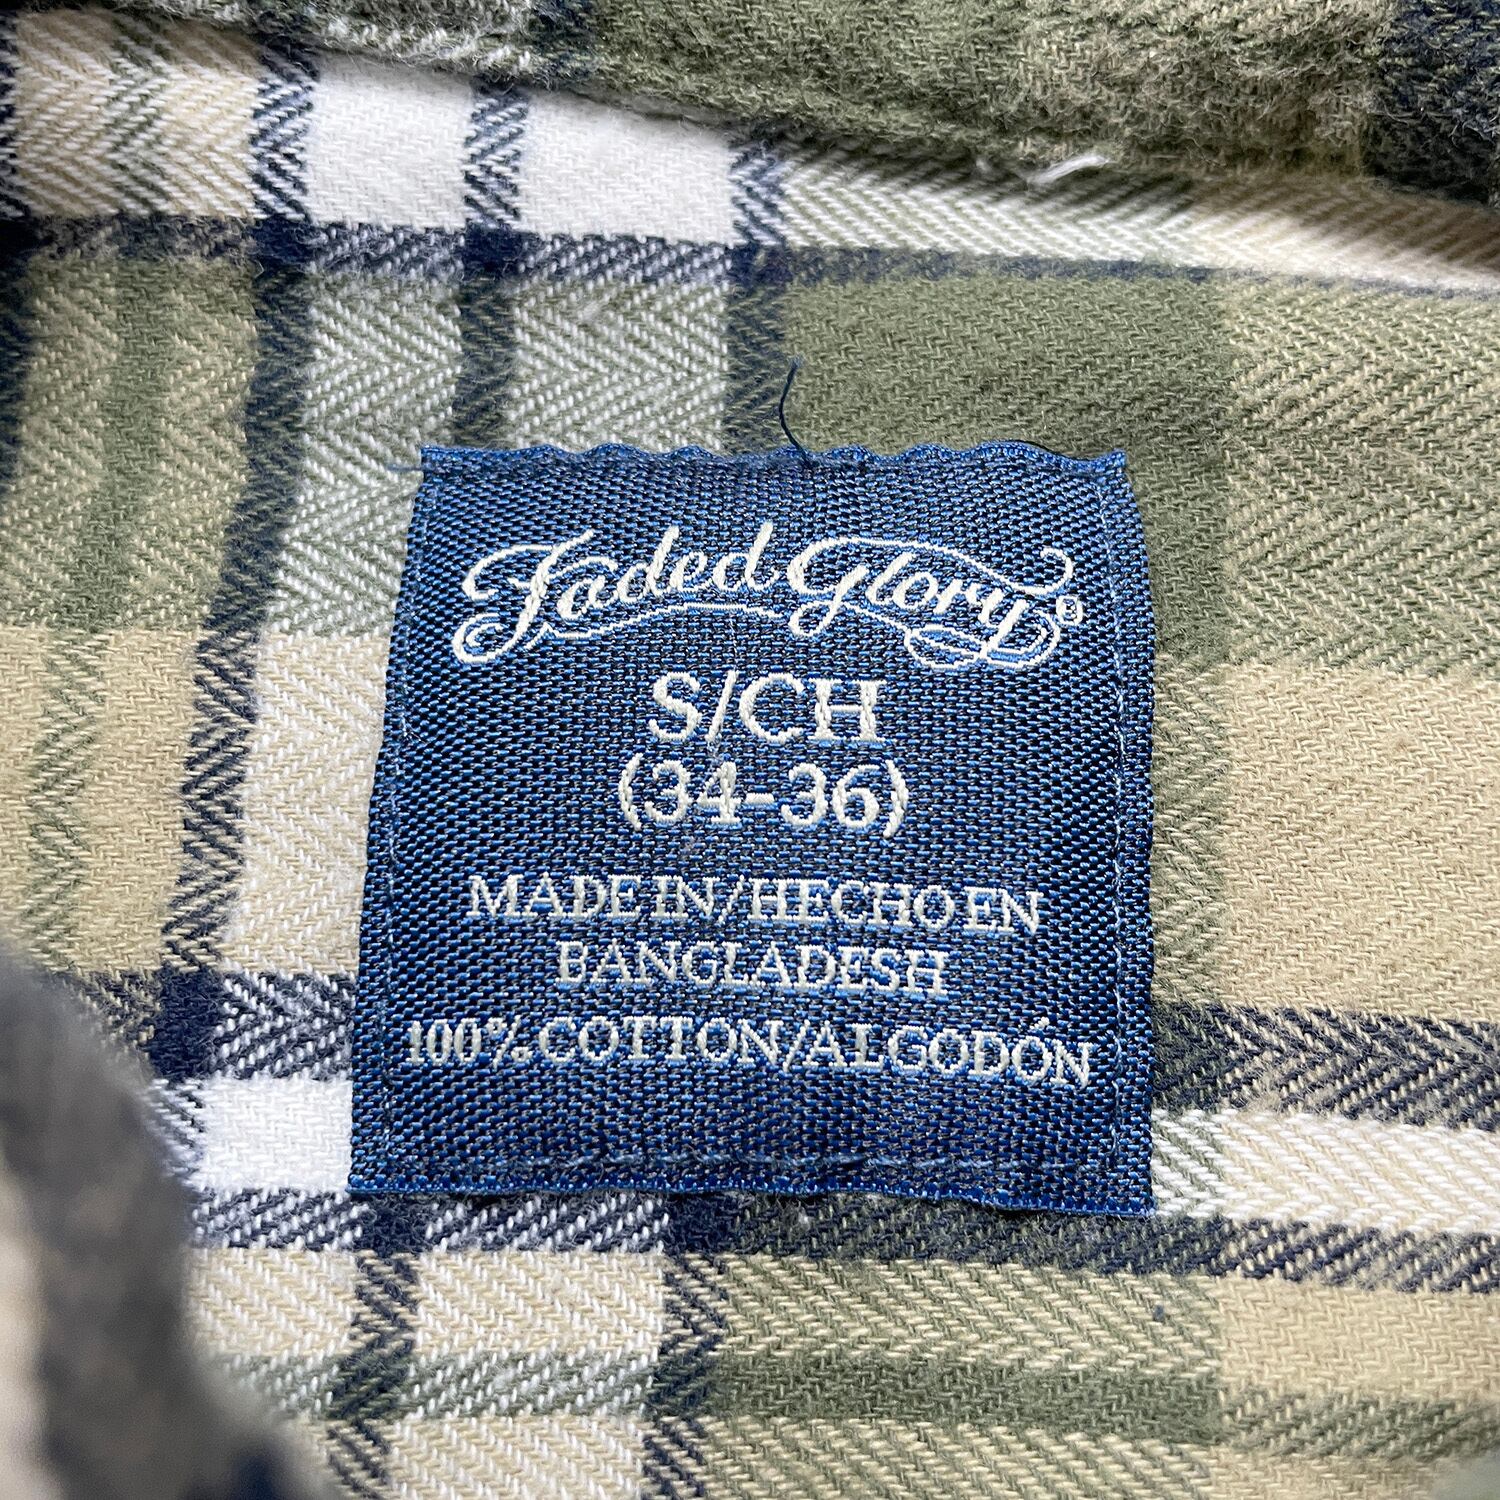 Faded Glory®
S/CH
(34-36)
MADE IN/HECHO EN
BANGLADESH
100% COTTON/ALGODÓN